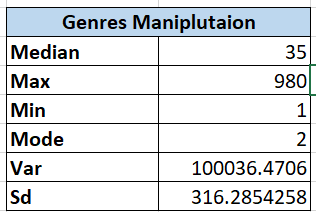 Genres Maniplutaion
Median 35
Max 980
Min 1
Mode 2
Var 100036.4706
Sd 316.2854258